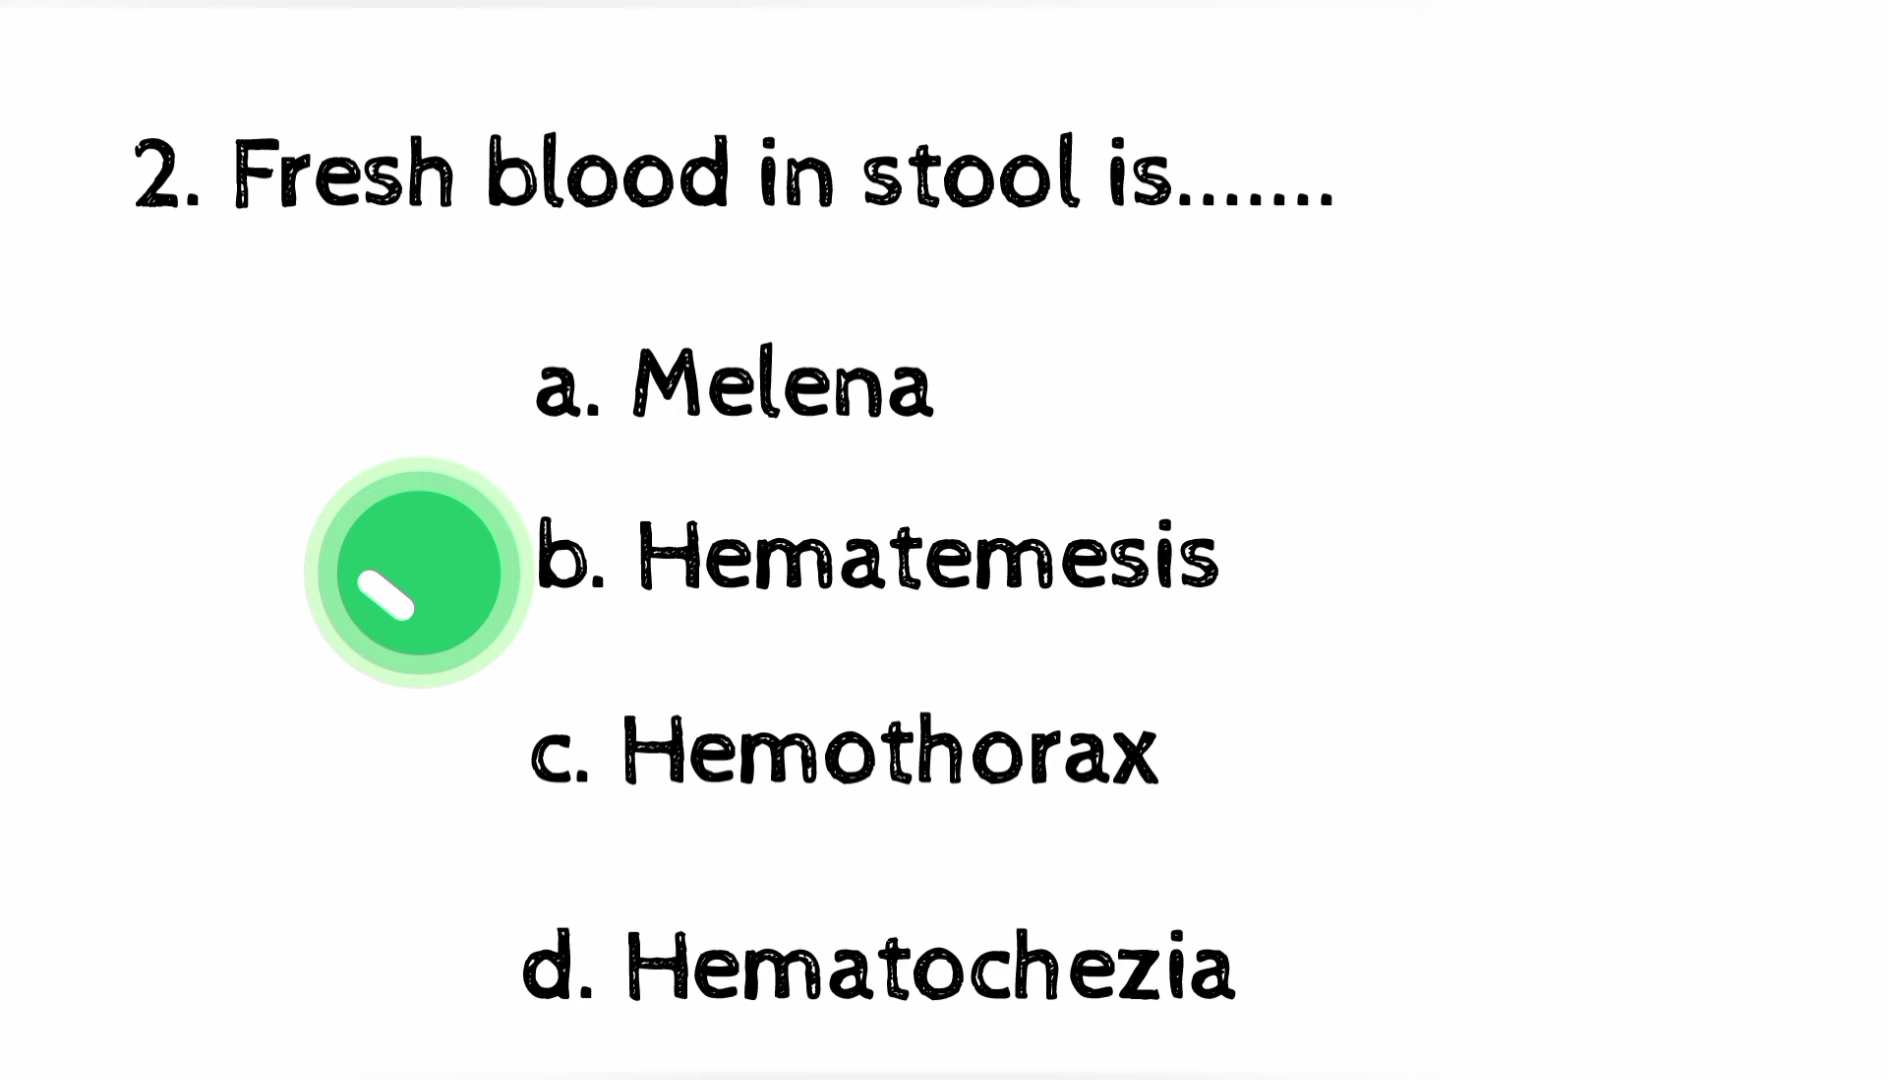 2. Fresh blood in stool is.......
a. Melena
b. Hematemesis
c. Hemothorax
d. Hematochezia